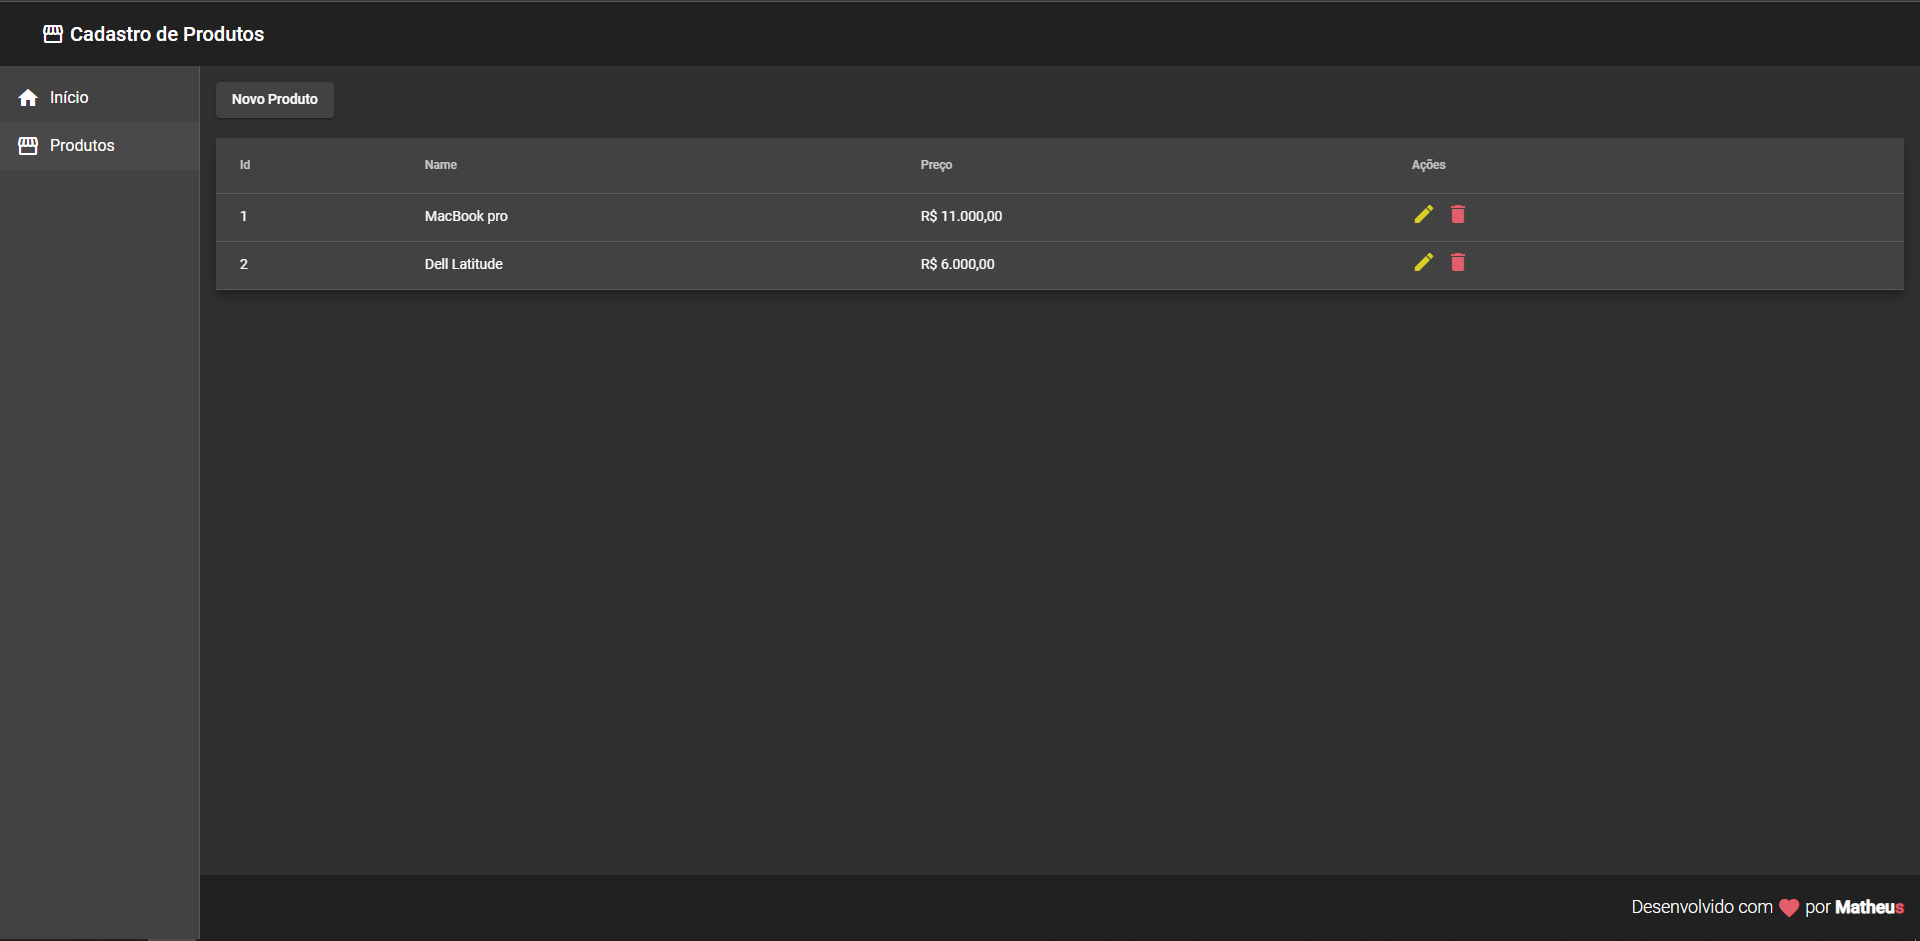 Cadastro de Produtos
Início
Produtos
Novo Produto
Id Name Preço Ações
1 MacBook pro R$ 11.000,00
2 Dell Latitude R$ 6.000,00
Desenvolvido com por Matheus